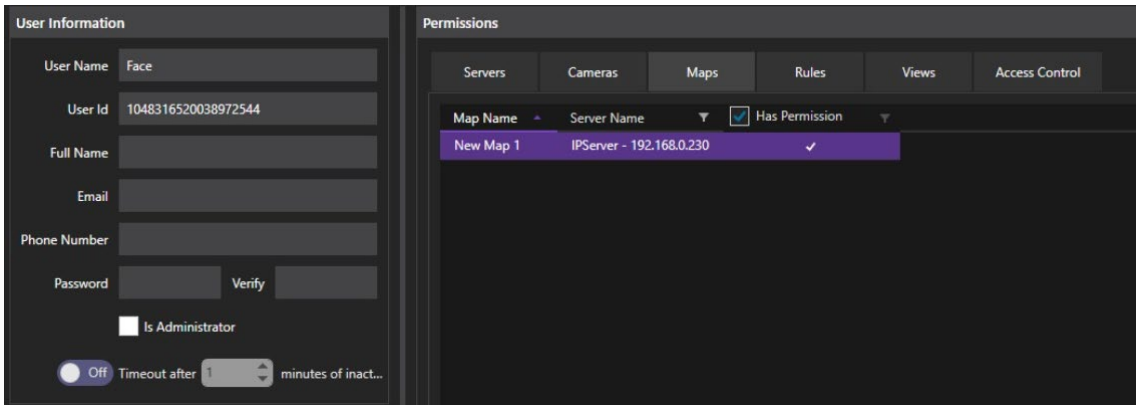 User Information
User Name Face
User Id 1048316520038972544
Full Name
Email
Phone Number
Password Verify
Is Administrator
Off Timeout after 1 minutes of inact...
Permissions
Servers Cameras Maps Rules Views Access Control
Map Name Server Name Has Permission
New Map 1 IPServer - 192.168.0.230